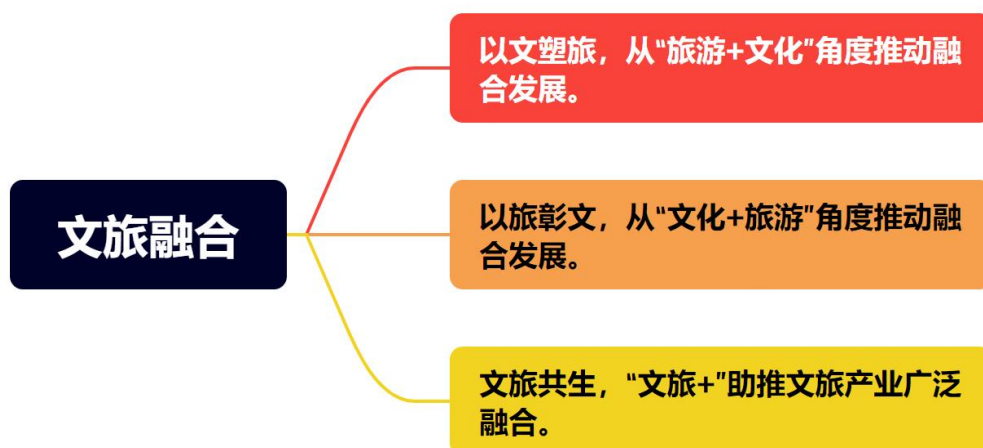 文旅融合
以文塑旅，从“旅游+文化”角度推动融
合发展。
以旅彰文，从“文化+旅游”角度推动融
合发展。
文旅共生，“文旅+”助推文旅产业广泛
融合。